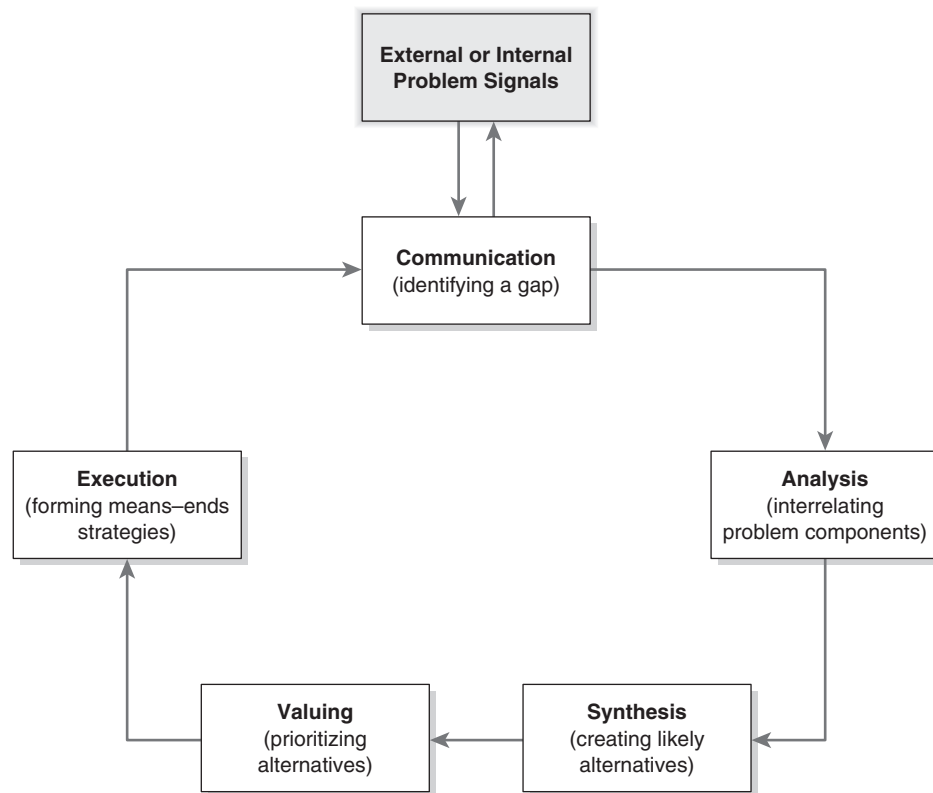 External or Internal
Problem Signals
Communication
(identifying a gap)
Execution
(forming means–ends
strategies)
Analysis
(interrelating
problem components)
Valuing
(prioritizing
alternatives)
Synthesis
(creating likely
alternatives)